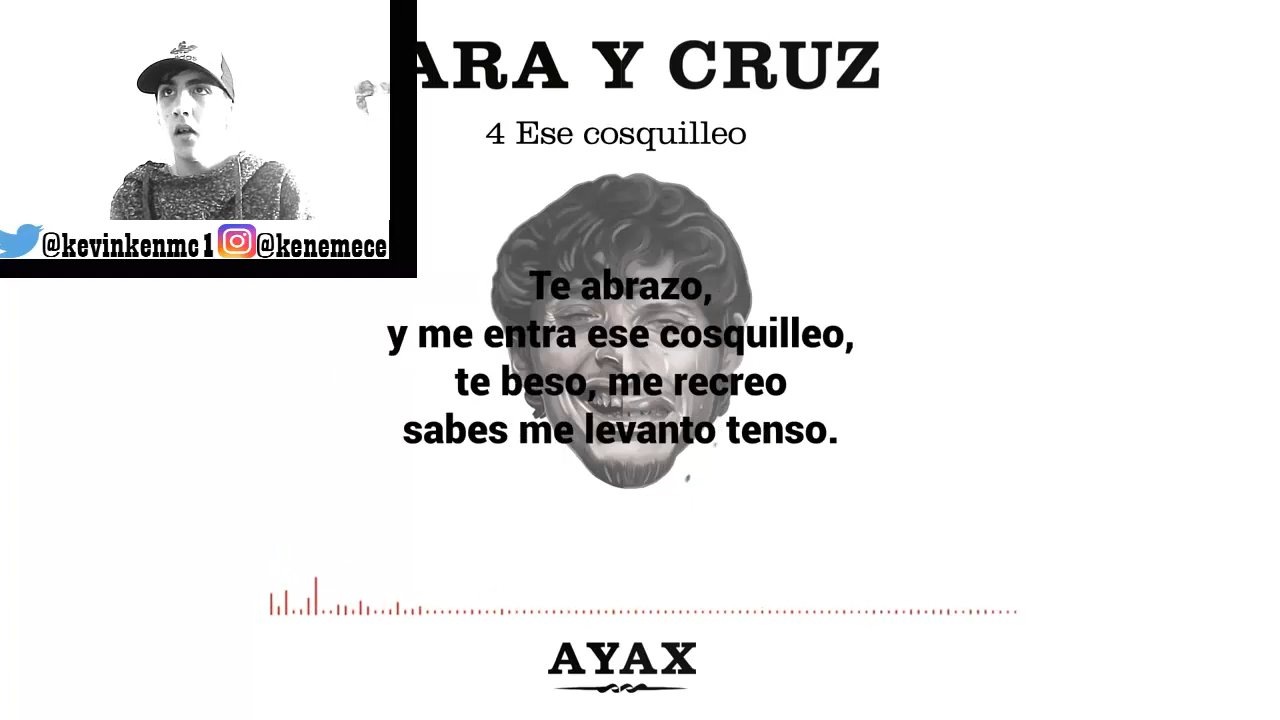 ARA Y CRUZ
4 Ese cosquilleo
@kevinkenmc1 @kenemece
Te abrazo,
y me entra ese cosquilleo,
te beso, me recreo
sabes me levanto tenso.
AYAX